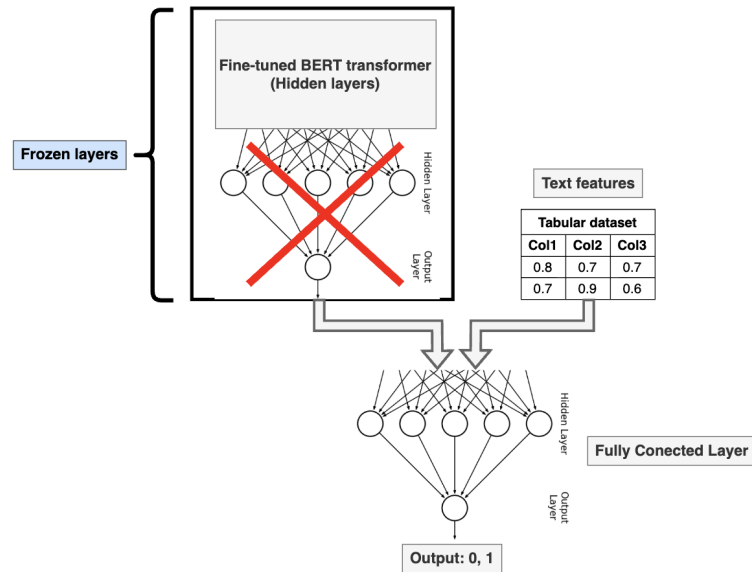 Fine-tuned BERT transformer
(Hidden layers)
Frozen layers
Hidden Layer
Output
Layer
Text features
Tabular dataset
Col1 Col2 Col3
0.8 0.7 0.7
0.7 0.9 0.6
Hidden Layer
Fully Conected Layer
Output
Layer
Output: 0, 1